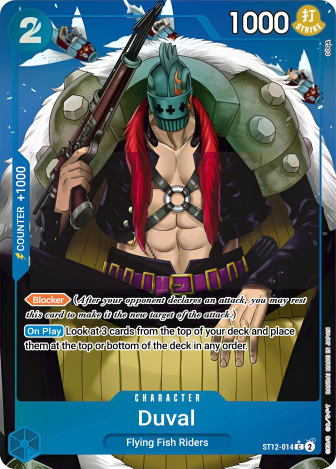 2
1000
打
STRIKE
COUNTER +1000
Blocker (After your opponent declares an attack, you may rest
this card to make it the new target of the attack.)
On Play Look at 3 cards from the top of your deck and place
them at the top or bottom of the deck in any order.
CHARACTER
Duval
Flying Fish Riders
ST12-014 C 2